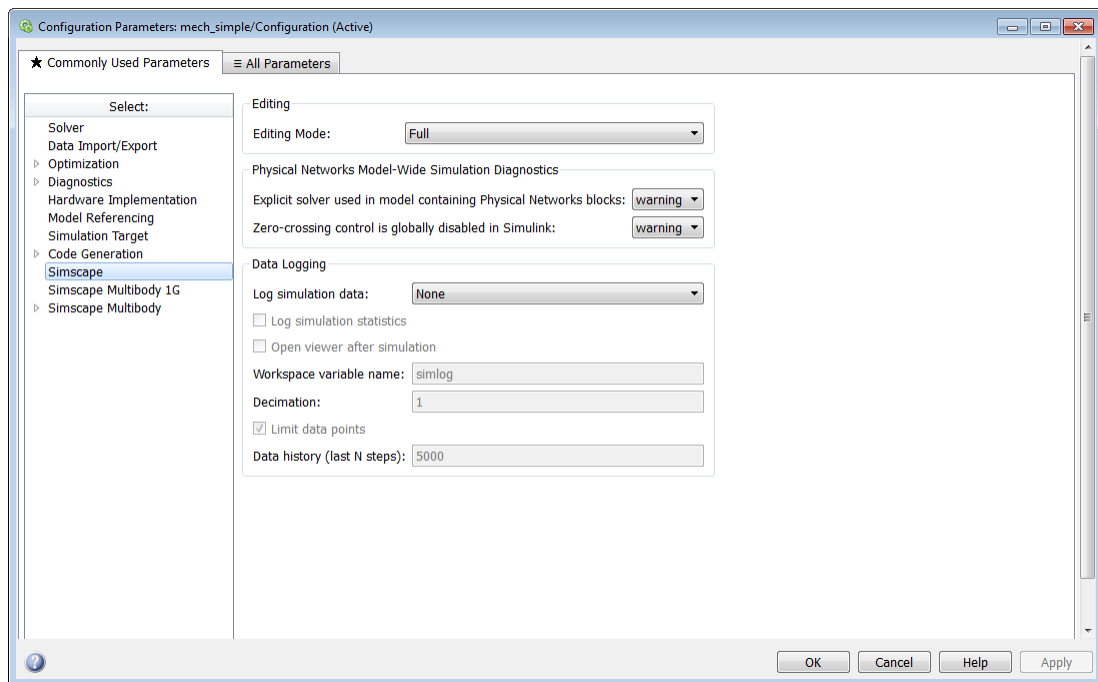 Configuration Parameters: mech_simple/Configuration (Active)
★ Commonly Used Parameters
≡ All Parameters
Select:
Solver
Data Import/Export
Optimization
Diagnostics
Hardware Implementation
Model Referencing
Simulation Target
Code Generation
Simscape
Simscape Multibody 1G
Simscape Multibody
Editing
Editing Mode: Full
Physical Networks Model-Wide Simulation Diagnostics
Explicit solver used in model containing Physical Networks blocks: warning
Zero-crossing control is globally disabled in Simulink: warning
Data Logging
Log simulation data: None
Log simulation statistics
Open viewer after simulation
Workspace variable name: simlog
Decimation: 1
Limit data points
Data history (last N steps): 5000
?
OK Cancel Help Apply